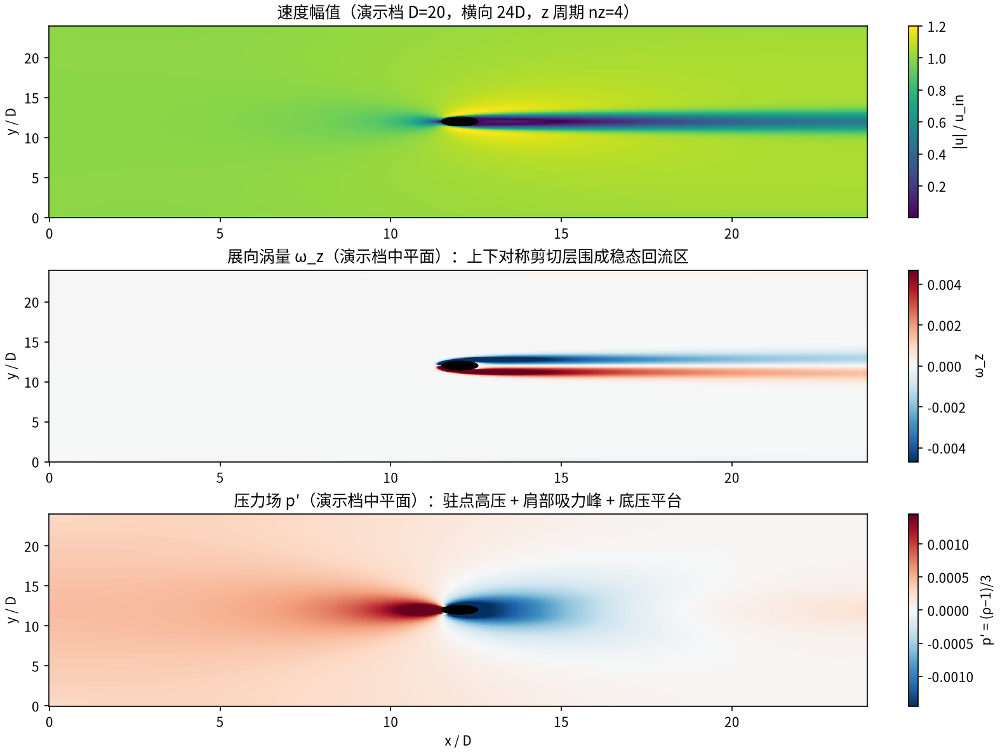 速度幅值（演示档 D=20，横向 24D，z 周期 nz=4）
y / D
20
15
10
5
0
0 5 10 15 20
1.2
1.0
0.8
0.6
0.4
0.2
|u| / u_in
展向涡量 ω_z（演示档中平面）：上下对称剪切层围成稳态回流区
y / D
20
15
10
5
0
0 5 10 15 20
0.004
0.002
0.000
-0.002
-0.004
ω_z
压力场 p′（演示档中平面）：驻点高压 + 肩部吸力峰 + 底压平台
y / D
20
15
10
5
0
0 5 10 15 20
x / D
0.0010
0.0005
0.0000
-0.0005
-0.0010
p′ = (ρ−1)/3